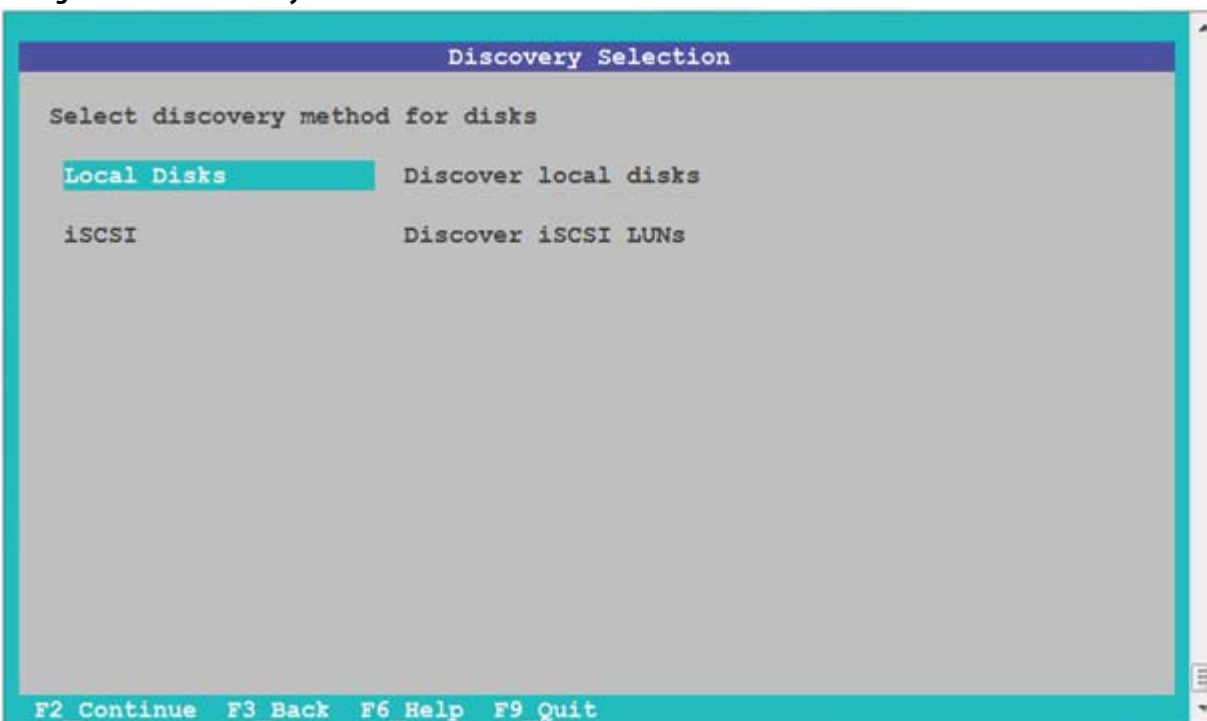 Discovery Selection
Select discovery method for disks
Local Disks Discover local disks
iSCSI Discover iSCSI LUNs
F2 Continue F3 Back F6 Help F9 Quit